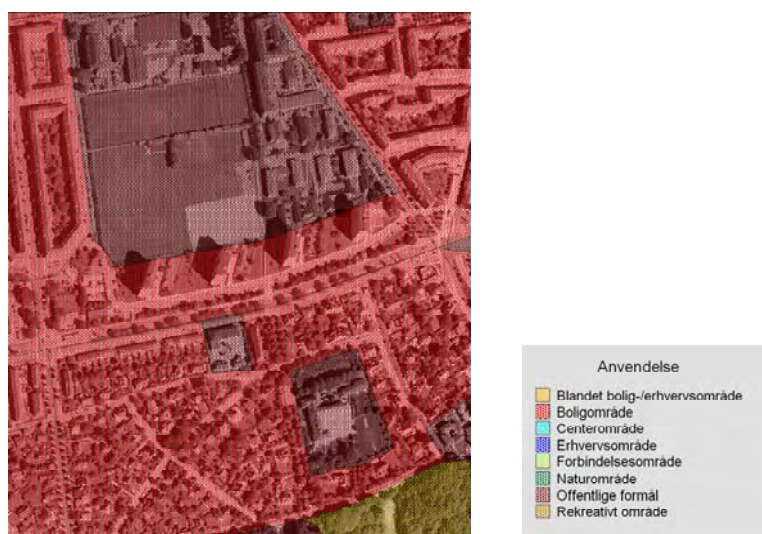 Anvendelse
Blandet bolig-/erhvervsområde
Boligområde
Centerområde
Erhvervsområde
Forbindelsesområde
Naturområde
Offentlige formål
Rekreativt område